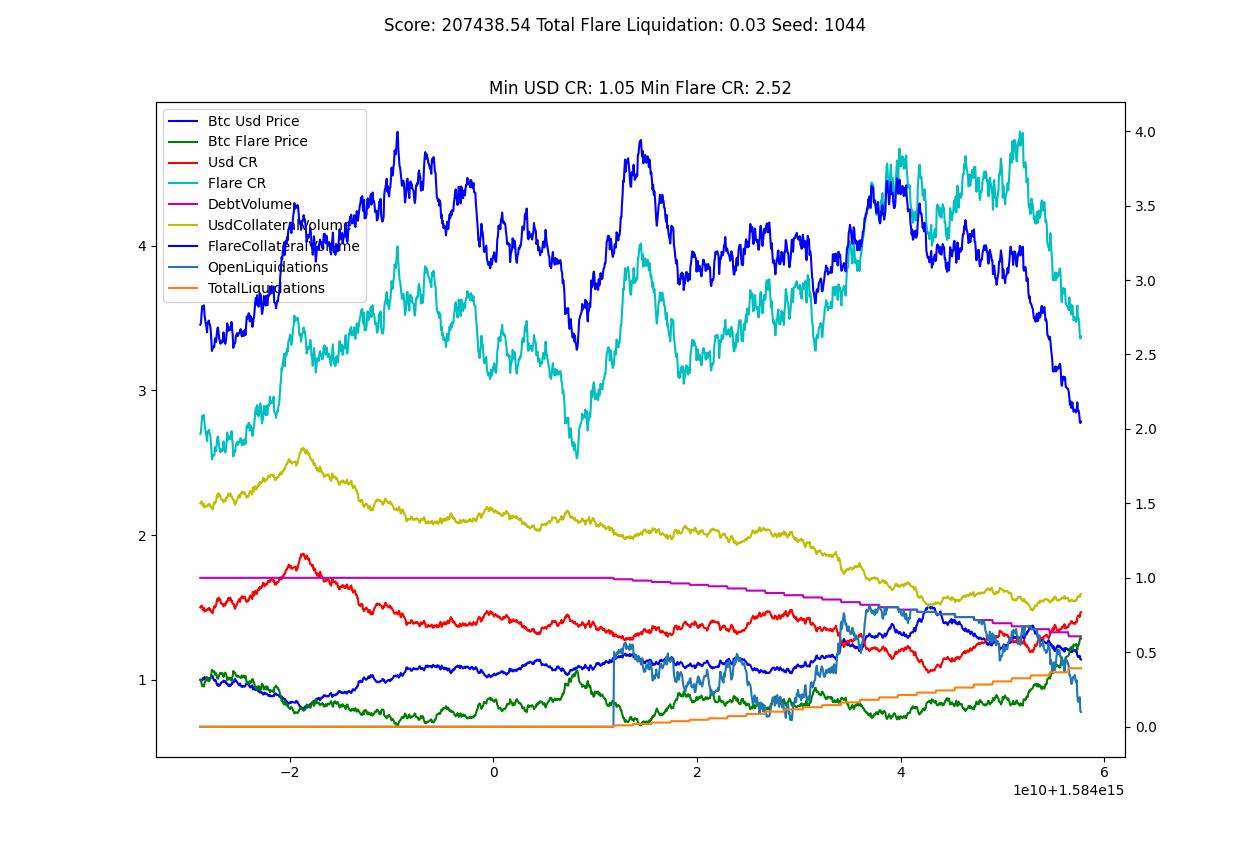 Score: 207438.54 Total Flare Liquidation: 0.03 Seed: 1044
Min USD CR: 1.05 Min Flare CR: 2.52
Btc Usd Price
Btc Flare Price
Usd CR
Flare CR
DebtVolume
UsdCollateralVolume
FlareCollateralVolume
OpenLiquidations
TotalLiquidations
4
3
2
1
4.0
3.5
3.0
2.5
2.0
1.5
1.0
0.5
0.0
−2
0
2
4
6
1e10+1.584e15